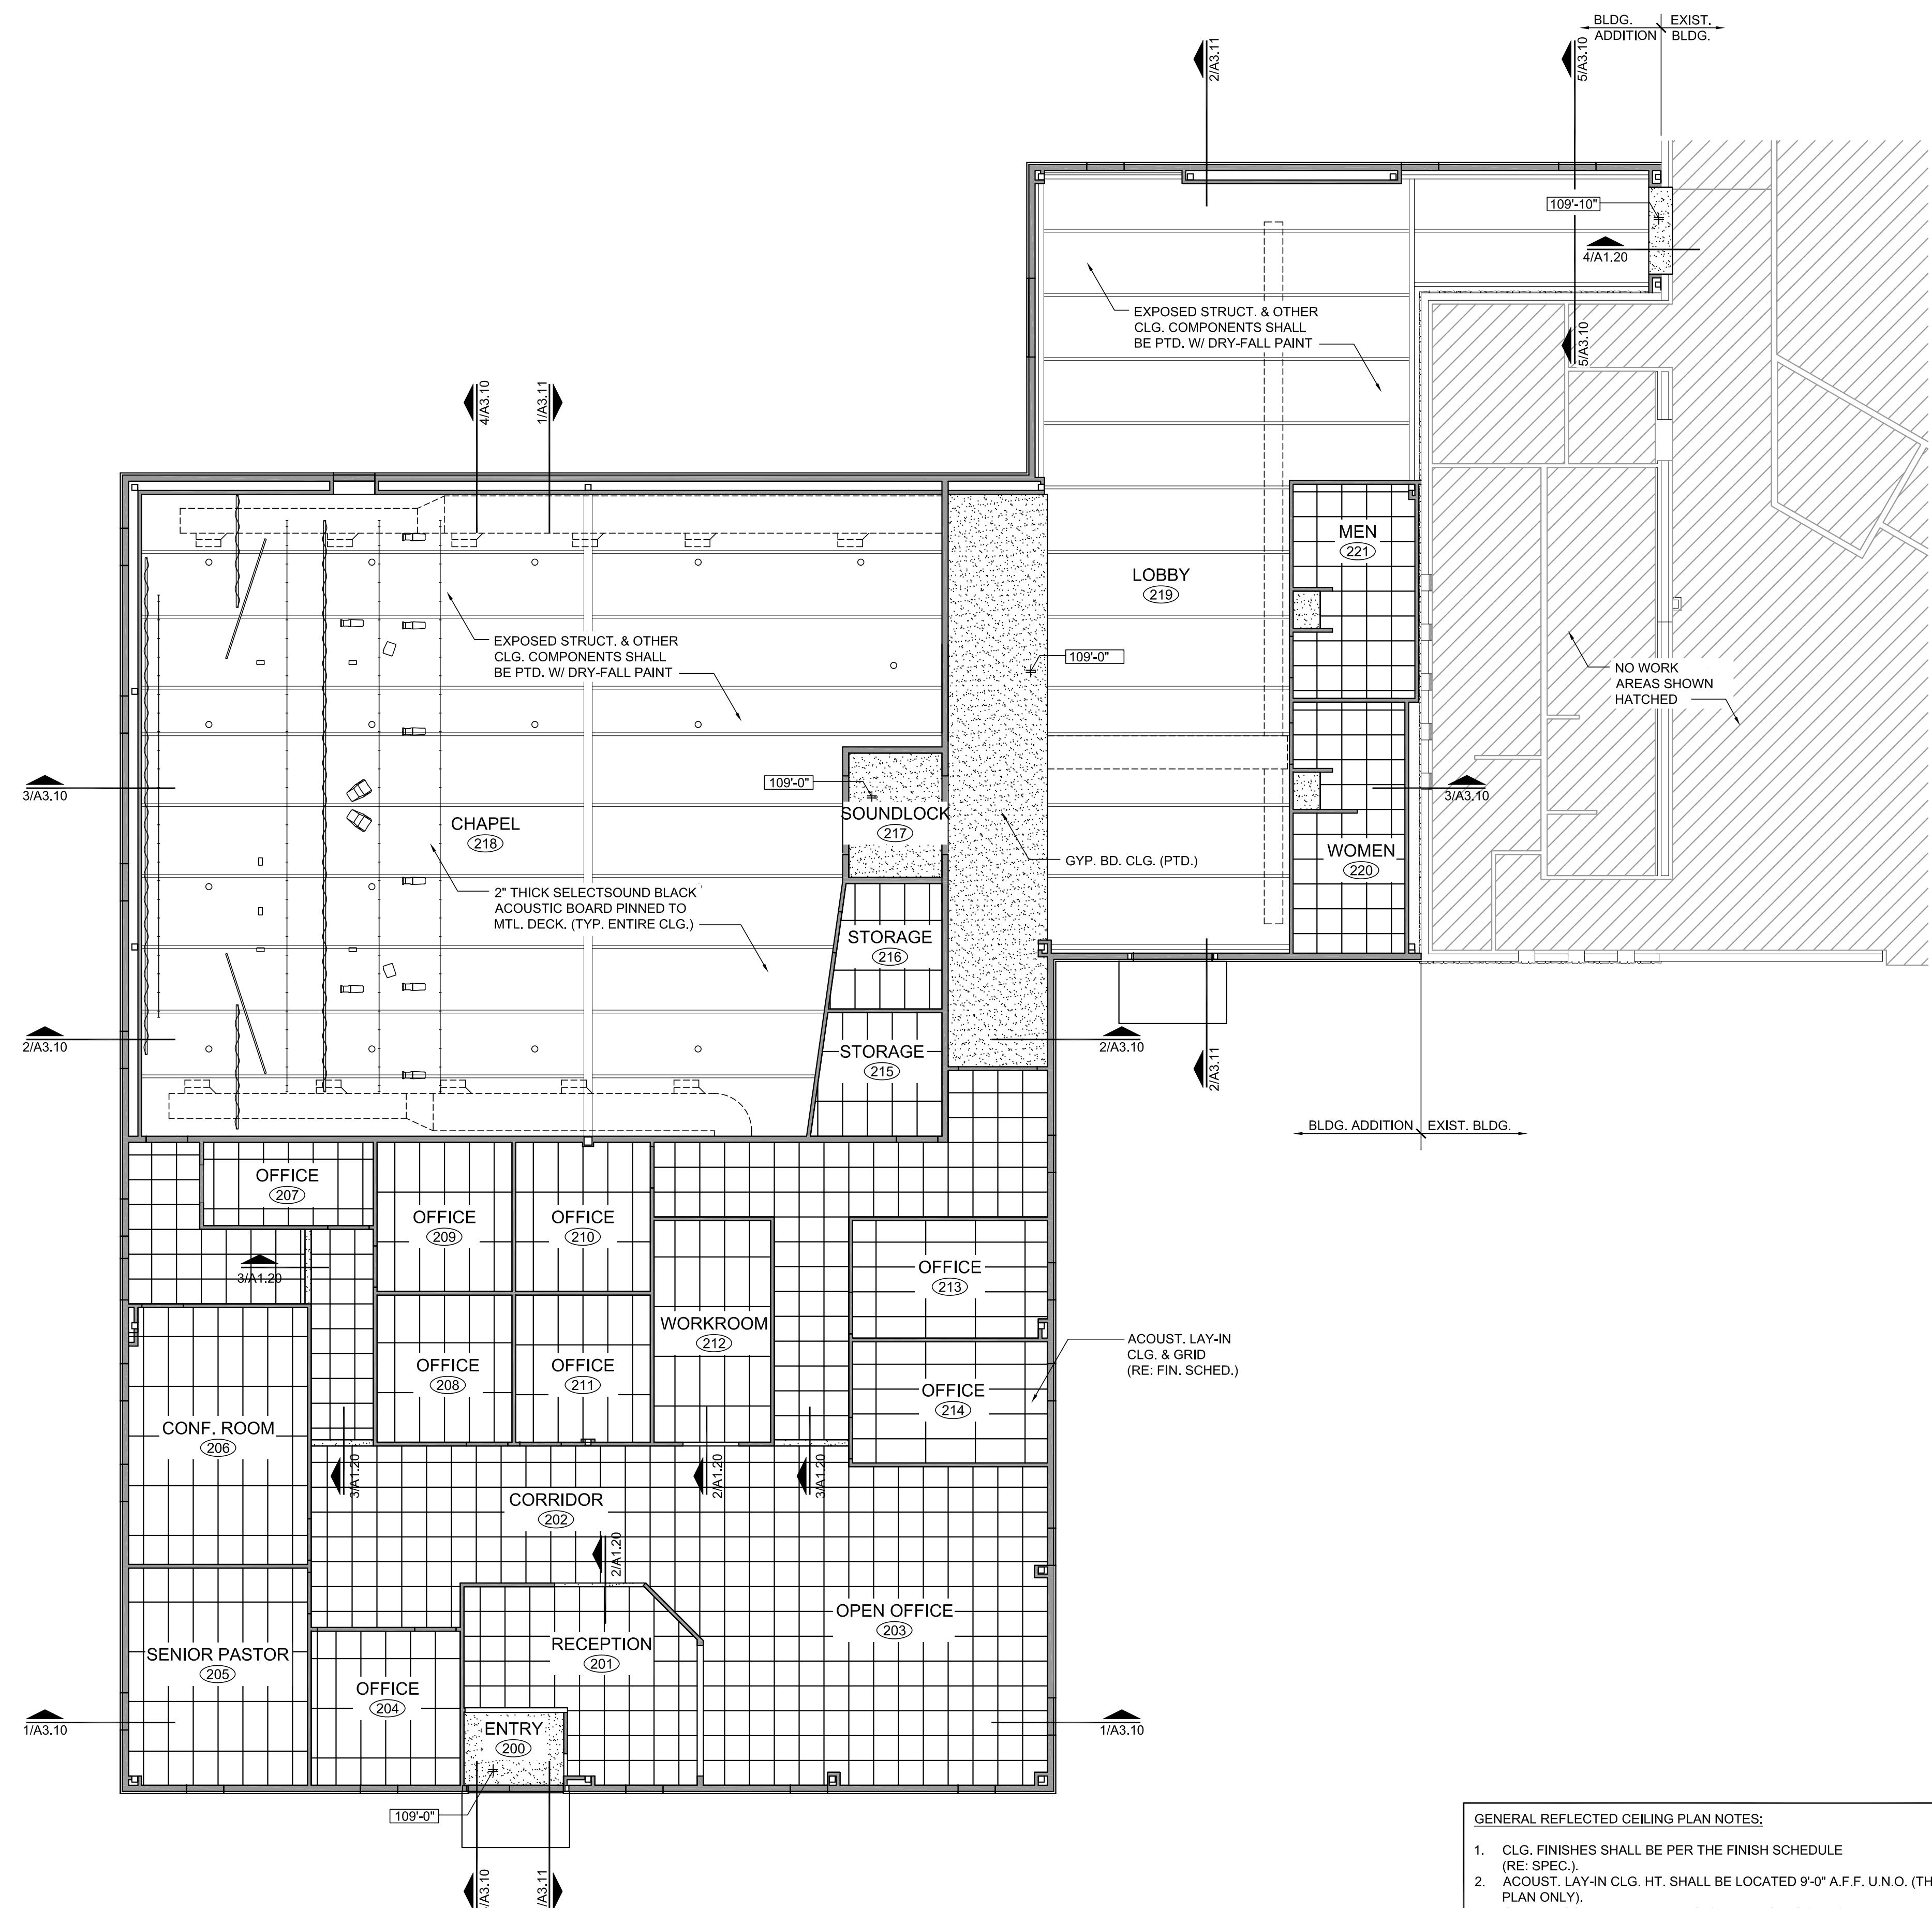 BLDG. ADDITION
EXIST. BLDG.
2/A3.11
5/A3.10
109'-10"
4/A1.20
EXPOSED STRUCT. & OTHER
CLG. COMPONENTS SHALL
BE PTD. W/ DRY-FALL PAINT
5/A3.10
4/A3.10
1/A3.11
MEN
221
LOBBY
219
EXPOSED STRUCT. & OTHER
CLG. COMPONENTS SHALL
BE PTD. W/ DRY-FALL PAINT
109'-0"
NO WORK
AREAS SHOWN
HATCHED
3/A3.10
109'-0"
3/A3.10
CHAPEL
218
SOUNDLOCK
217
GYP. BD. CLG. (PTD.)
WOMEN
220
2" THICK SELECTSOUND BLACK
ACOUSTIC BOARD PINNED TO
MTL. DECK. (TYP. ENTIRE CLG.)
STORAGE
216
2/A3.10
STORAGE
215
2/A3.10
2/A3.11
BLDG. ADDITION
EXIST. BLDG.
OFFICE
207
OFFICE
209
OFFICE
210
3/A1.20
OFFICE
213
WORKROOM
212
ACOUST. LAY-IN
CLG. & GRID
(RE: FIN. SCHED.)
OFFICE
208
OFFICE
211
OFFICE
214
CONF. ROOM
206
3/A1.20
2/A1.20
3/A1.20
CORRIDOR
202
2/A1.20
OPEN OFFICE
203
RECEPTION
201
SENIOR PASTOR
205
OFFICE
204
1/A3.10
ENTRY
200
1/A3.10
109'-0"
/A3.10
/A3.11
GENERAL REFLECTED CEILING PLAN NOTES:
1. CLG. FINISHES SHALL BE PER THE FINISH SCHEDULE
(RE: SPEC.).
2. ACOUST. LAY-IN CLG. HT. SHALL BE LOCATED 9'-0" A.F.F. U.N.O.
PLAN ONLY).